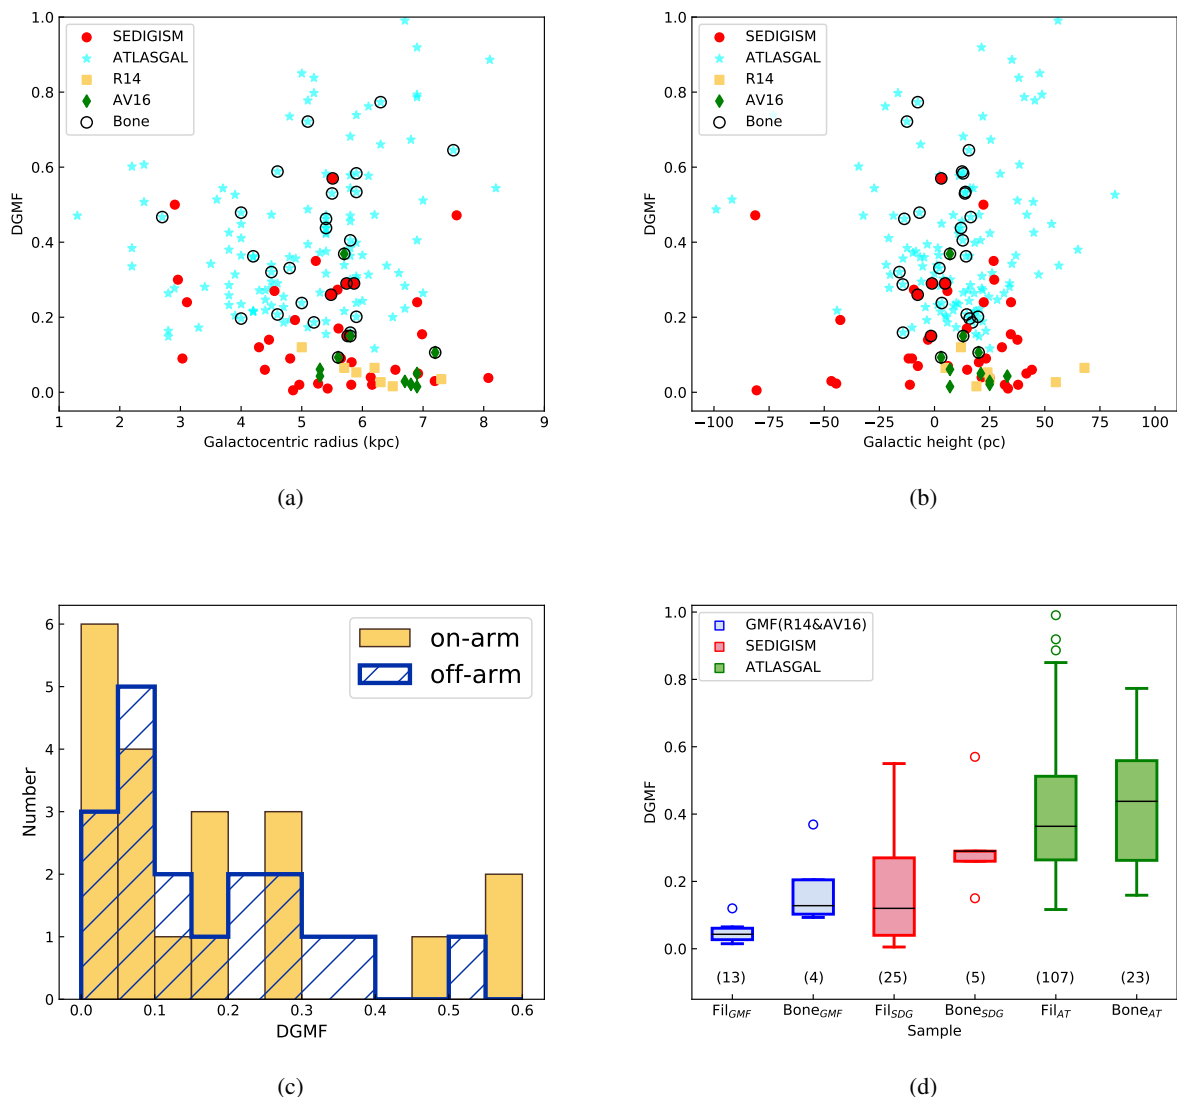 1.0
0.8
0.6
0.4
0.2
0.0
DGMF
SEDIGISM
ATLASGAL
R14
AV16
Bone
1 2 3 4 5 6 7 8 9
Galactocentric radius (kpc)
(a)
1.0
0.8
0.6
0.4
0.2
0.0
DGMF
SEDIGISM
ATLASGAL
R14
AV16
Bone
−100 −75 −50 −25 0 25 50 75 100
Galactic height (pc)
(b)
6
5
4
3
2
1
0
Number
on-arm
off-arm
0.0 0.1 0.2 0.3 0.4 0.5 0.6
DGMF
(c)
1.0
0.8
0.6
0.4
0.2
0.0
DGMF
GMF(R14&AV16)
SEDIGISM
ATLASGAL
(13) (4) (25) (5) (107) (23)
Fil_GMF Bone_GMF Fil_SDG Bone_SDG Fil_AT Bone_AT
Sample
(d)